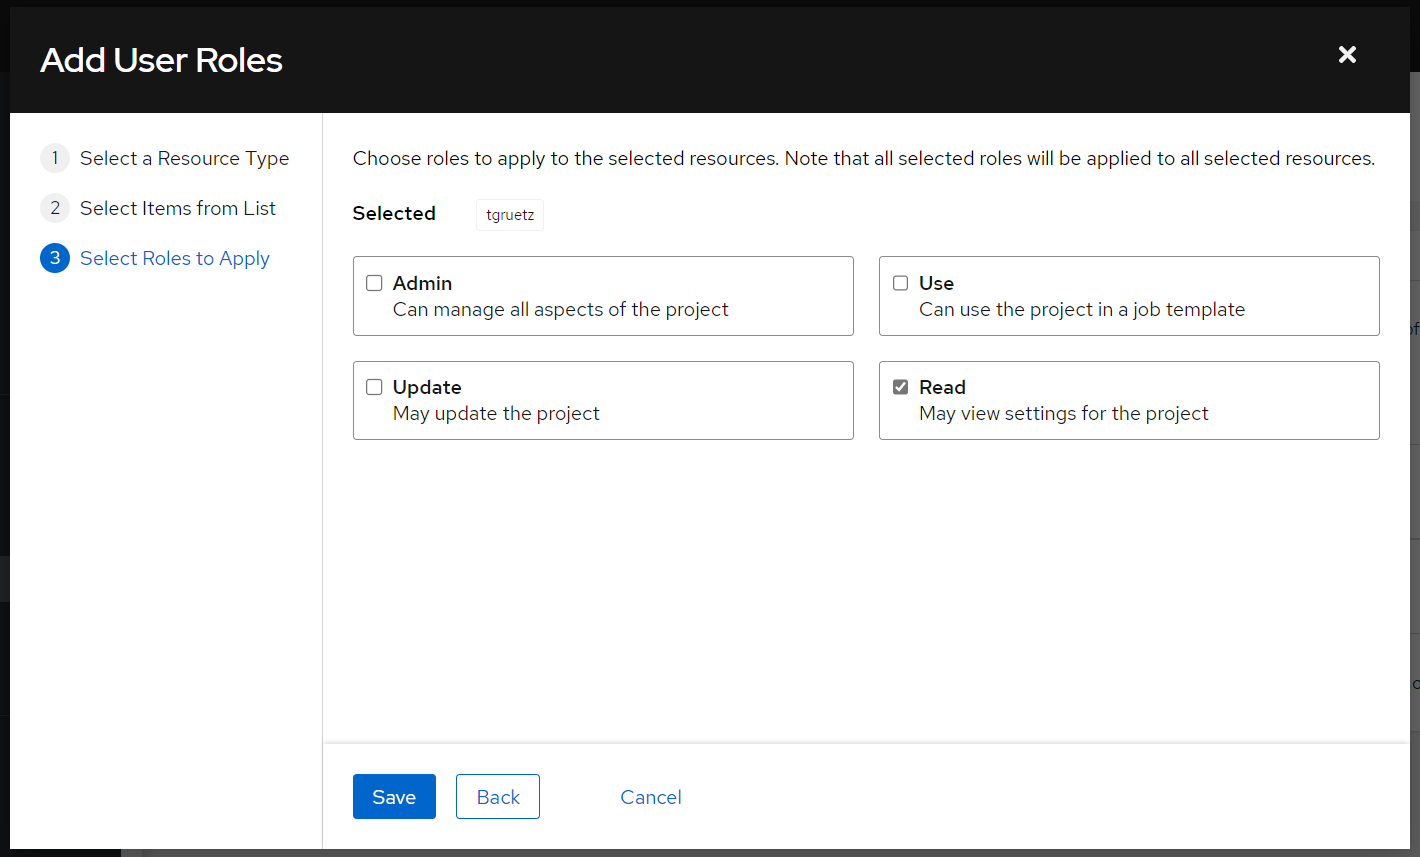 Add User Roles
1 Select a Resource Type
2 Select Items from List
3 Select Roles to Apply
Choose roles to apply to the selected resources. Note that all selected roles will be applied to all selected resources.
Selected tgruetz
Admin
Can manage all aspects of the project
Use
Can use the project in a job template
Update
May update the project
Read
May view settings for the project
Save Back Cancel